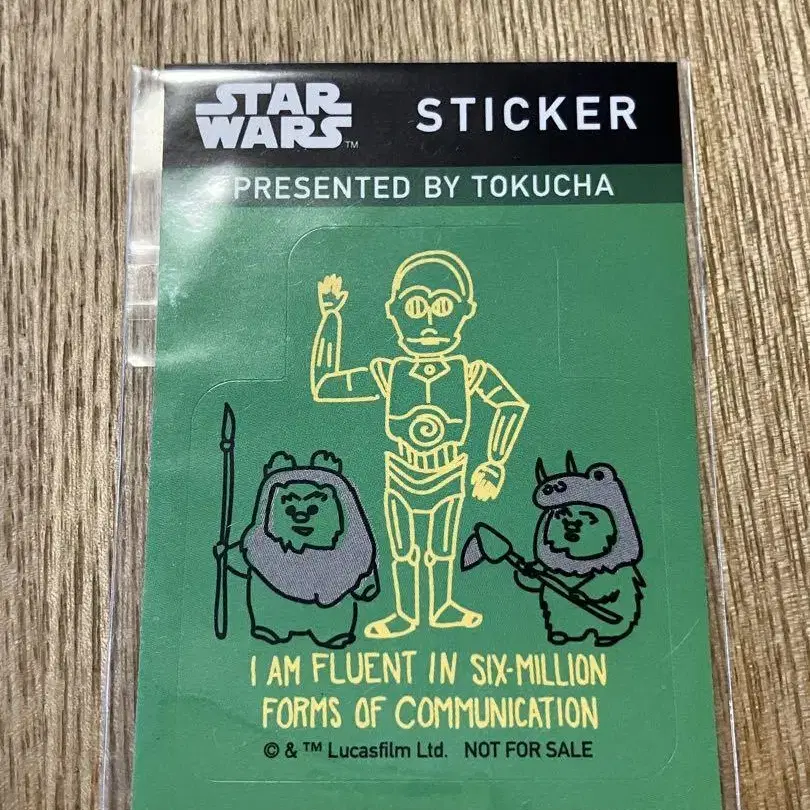 STAR
WARS™ STICKER
PRESENTED BY TOKUCHA
I AM FLUENT IN SIX-MILLION
FORMS OF COMMUNICATION
© & ™ Lucasfilm Ltd. NOT FOR SALE